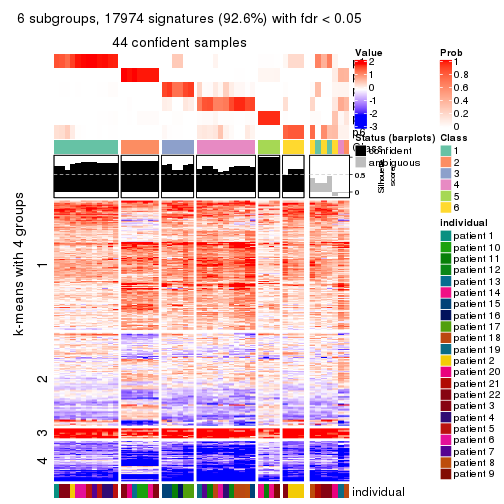 6 subgroups, 17974 signatures (92.6%) with fdr < 0.05
44 confident samples
k-means with 4 groups
1
2
3
4
Value
2
1
0
-1
-2
-3
Prob
1
0.8
0.6
0.4
0.2
0
Status (barplots)
confident
ambiguous
Class
1
2
3
4
5
6
0.5
0
Silhouette
score
individual
patient 1
patient 10
patient 11
patient 12
patient 13
patient 14
patient 15
patient 16
patient 17
patient 18
patient 19
patient 2
patient 20
patient 21
patient 22
patient 3
patient 4
patient 5
patient 6
patient 7
patient 8
patient 9
individual